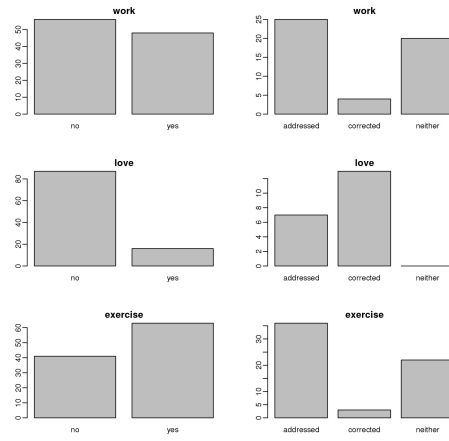 work
0 10 20 30 40 50
no yes
work
0 5 10 15 20 25
addressed corrected neither
love
0 20 40 60 80
no yes
love
0 2 4 6 8 12
addressed corrected neither
exercise
0 10 20 30 40 50 60
no yes
exercise
0 5 10 20 30
addressed corrected neither